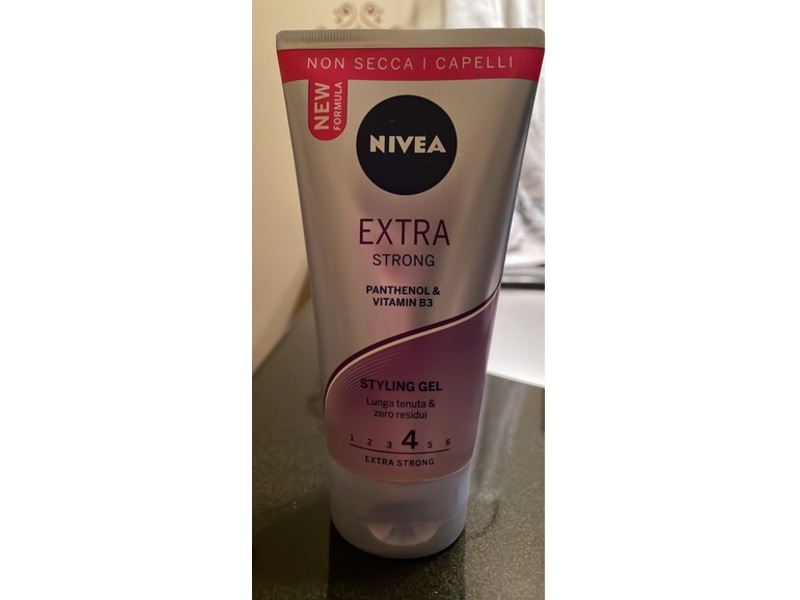 NON SECCA I CAPELLI
NEW
FORMULA
NIVEA
EXTRA
STRONG
PANTHENOL &
VITAMIN B3
STYLING GEL
Lunga tenuta &
zero residui
1 2 3 4 5 6
EXTRA STRONG